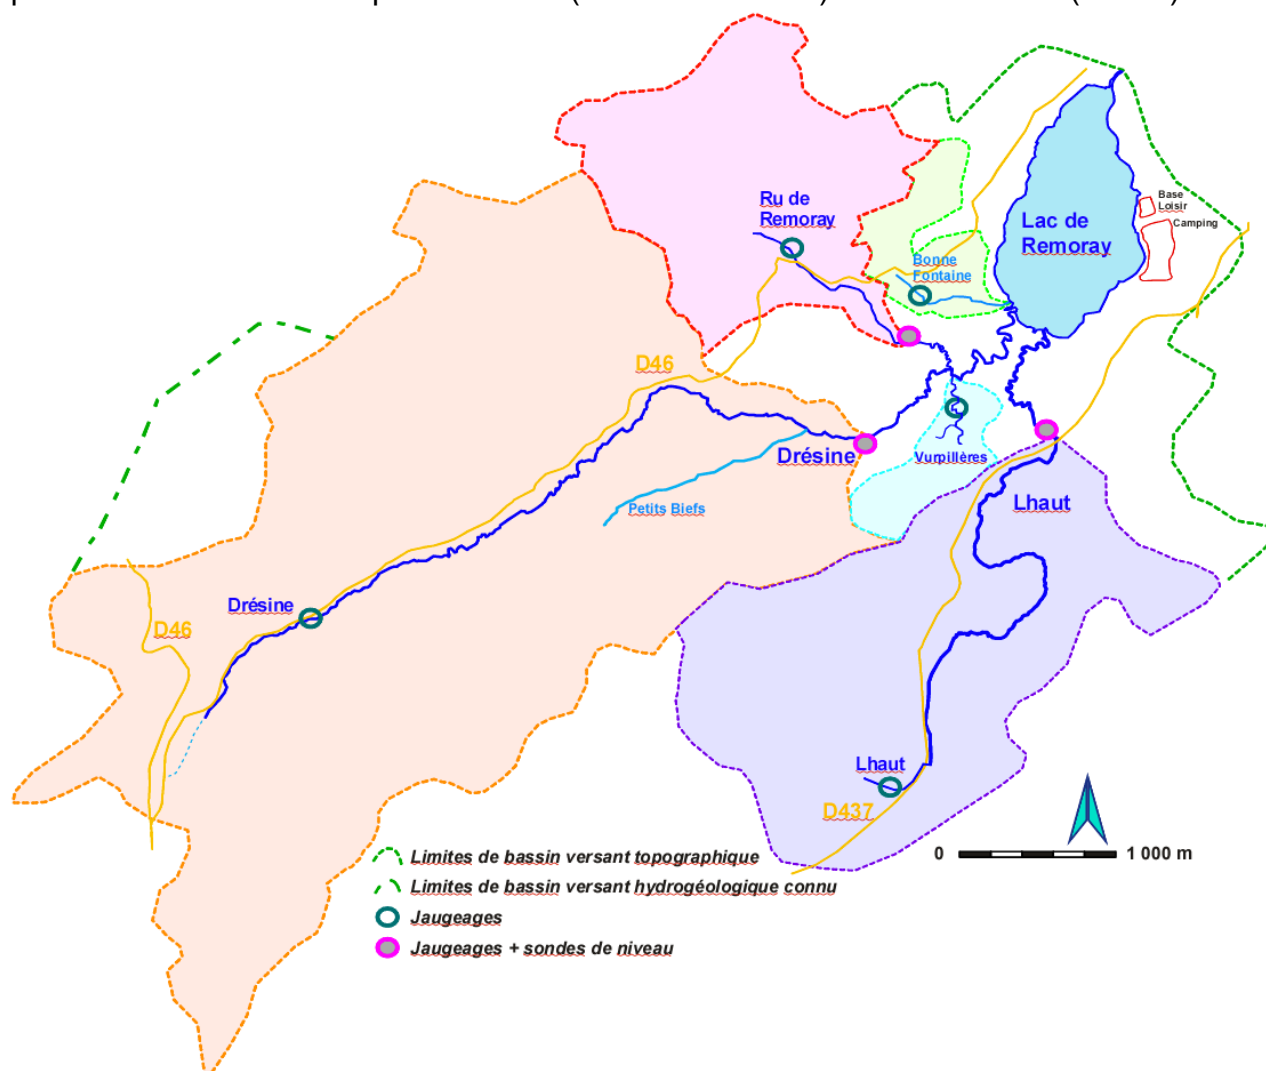 Base
Loisir
Camping
Ru de
Remoray
Lac de
Remoray
Bonne
Fontaine
D46
Drésine
Vurpillères
Petits Biefs
Lhaut
Drésine
D46
Lhaut
D437
0 1 000 m
Limites de bassin versant topographique
Limites de bassin versant hydrogéologique connu
Jaugeages
Jaugeages + sondes de niveau